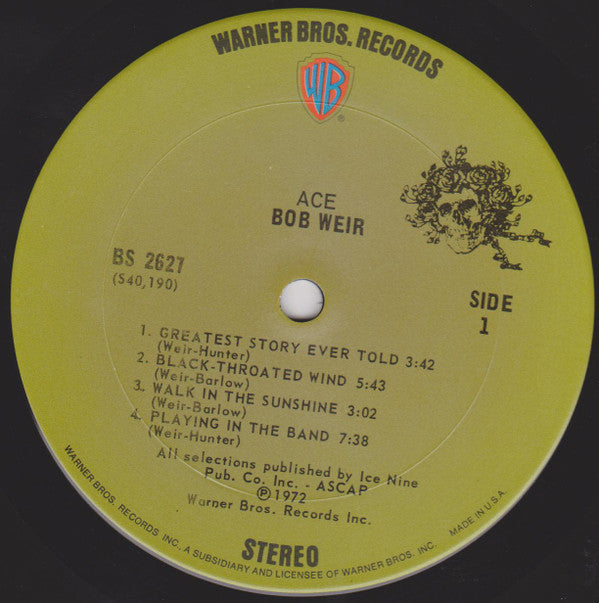 WARNER BROS. RECORDS
WB
®
ACE
BOB WEIR
BS 2627
(S40,190)
SIDE
1
1. GREATEST STORY EVER TOLD 3:42
(Weir-Hunter)
2. BLACK-THROATED WIND 5:43
(Weir-Barlow)
3. WALK IN THE SUNSHINE 3:02
(Weir-Barlow)
4. PLAYING IN THE BAND 7:38
(Weir-Hunter)
All selections published by Ice Nine
Pub. Co. Inc. - ASCAP
Ⓟ1972
Warner Bros. Records Inc.
STEREO
WARNER BROS. RECORDS INC., A SUBSIDIARY AND LICENSEE OF WARNER BROS. INC. MADE IN U.S.A.